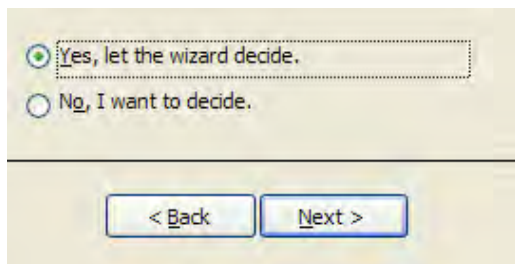 Yes, let the wizard decide.
No, I want to decide.
< Back Next >